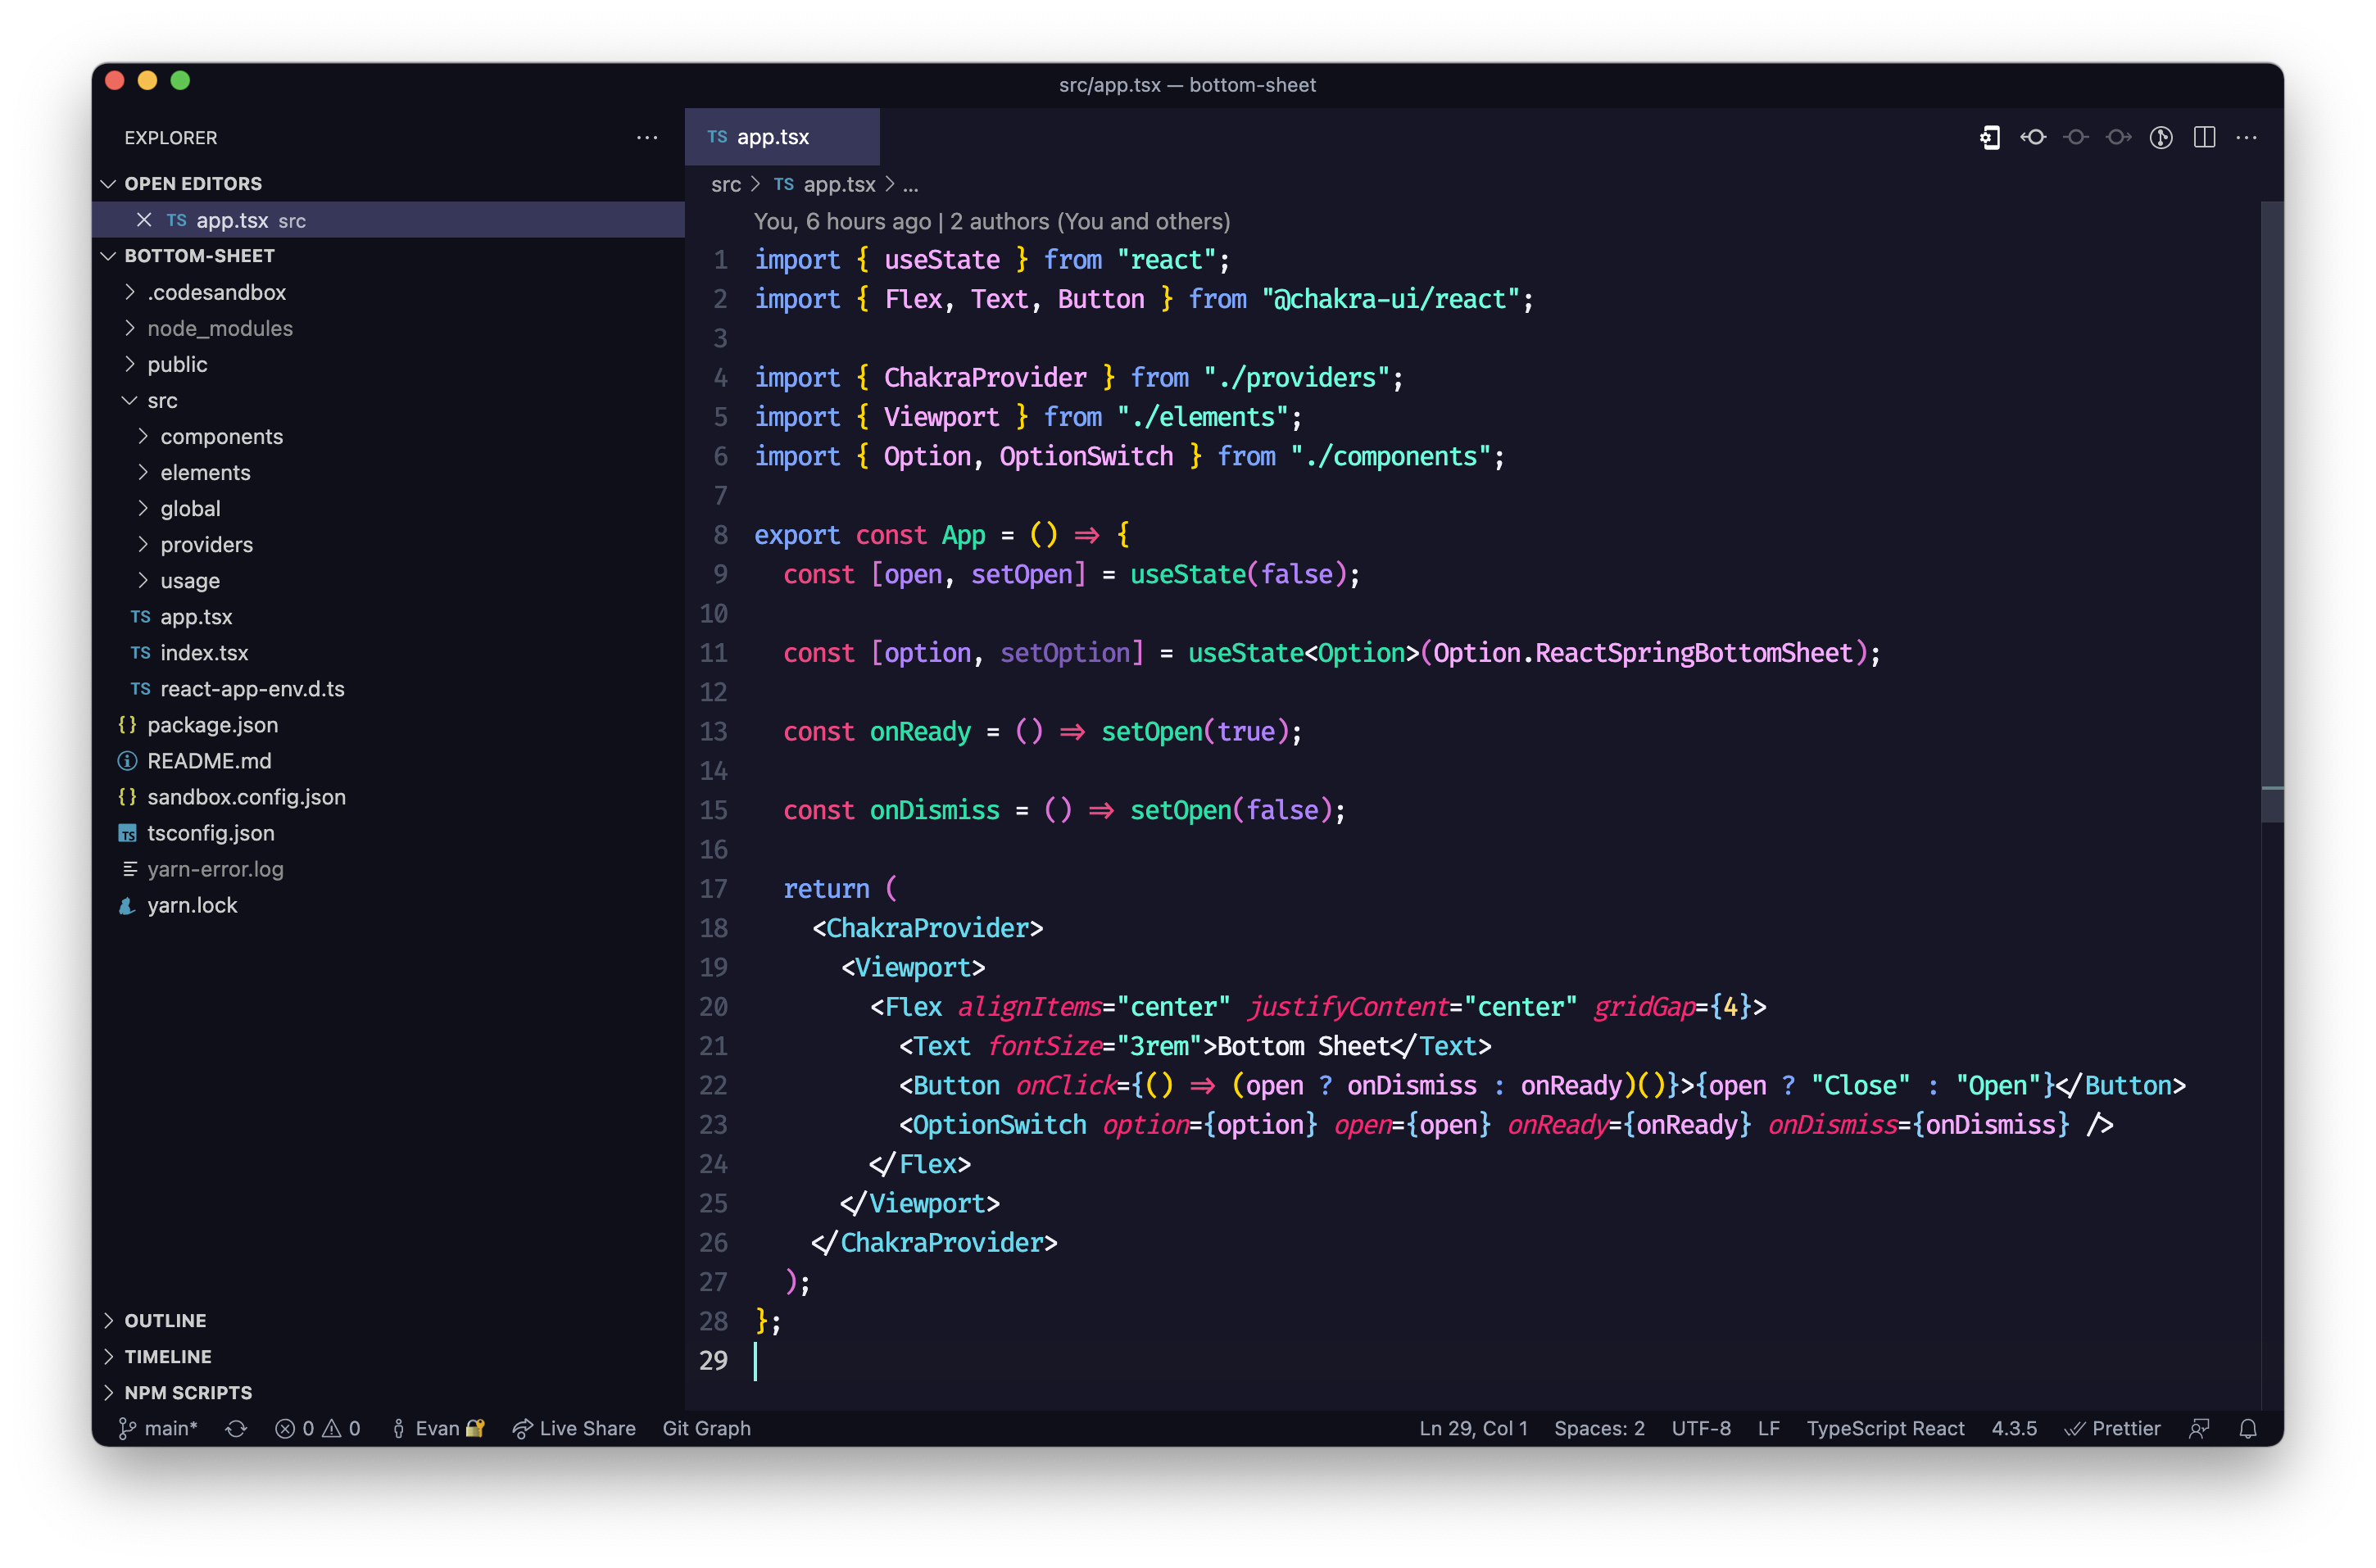 src/app.tsx — bottom-sheet
EXPLORER
OPEN EDITORS
TS app.tsx src
BOTTOM-SHEET
.codesandbox
node_modules
public
src
components
elements
global
providers
usage
TS app.tsx
TS index.tsx
TS react-app-env.d.ts
{} package.json
README.md
{} sandbox.config.json
TS tsconfig.json
yarn-error.log
yarn.lock
OUTLINE
TIMELINE
NPM SCRIPTS
TS app.tsx
src > TS app.tsx > ...
You, 6 hours ago | 2 authors (You and others)
1 import { useState } from "react";
2 import { Flex, Text, Button } from "@chakra-ui/react";
3
4 import { ChakraProvider } from "./providers";
5 import { Viewport } from "./elements";
6 import { Option, OptionSwitch } from "./components";
7
8 export const App = () => {
9 const [open, setOpen] = useState(false);
10
11 const [option, setOption] = useState<Option>(Option.ReactSpringBottomSheet);
12
13 const onReady = () => setOpen(true);
14
15 const onDismiss = () => setOpen(false);
16
17 return (
18 <ChakraProvider>
19 <Viewport>
20 <Flex alignItems="center" justifyContent="center" gridGap={4}>
21 <Text fontSize="3rem">Bottom Sheet</Text>
22 <Button onClick={() => (open ? onDismiss : onReady)()}>{open ? "Close" : "Open"}</Button>
23 <OptionSwitch option={option} open={open} onReady={onReady} onDismiss={onDismiss} />
24 </Flex>
25 </Viewport>
26 </ChakraProvider>
27 );
28 };
29
main* 0 0 Evan 🔐 Live Share Git Graph Ln 29, Col 1 Spaces: 2 UTF-8 LF TypeScript React 4.3.5 Prettier